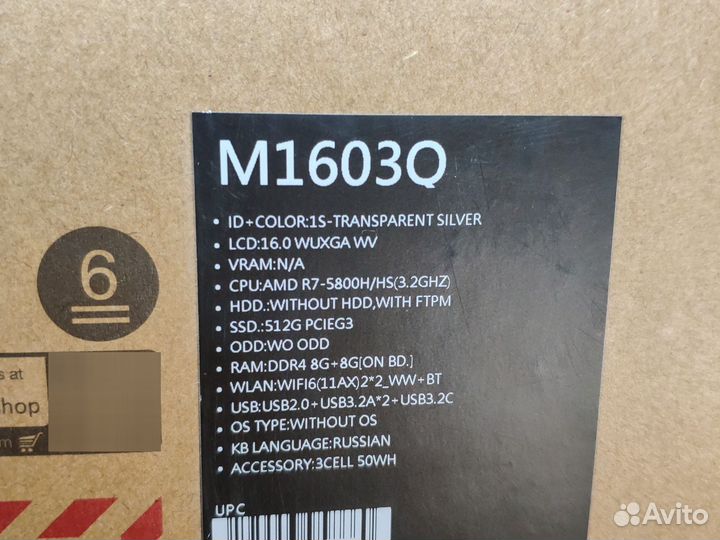 M1603Q
• ID+COLOR:1S-TRANSPARENT SILVER
• LCD:16.0 WUXGA WV
• VRAM:N/A
• CPU:AMD R7-5800H/HS(3.2GHZ)
• HDD.:WITHOUT HDD,WITH FTPM
• SSD.:512G PCIEG3
• ODD:WO ODD
• RAM:DDR4 8G+8G[ON BD.]
• WLAN:WIFI6(11AX)2*2_WW+BT
• USB:USB2.0+USB3.2A*2+USB3.2C
• OS TYPE:WITHOUT OS
• KB LANGUAGE:RUSSIAN
• ACCESSORY:3CELL 50WH
UPC
6
s at
hop
m
Avito